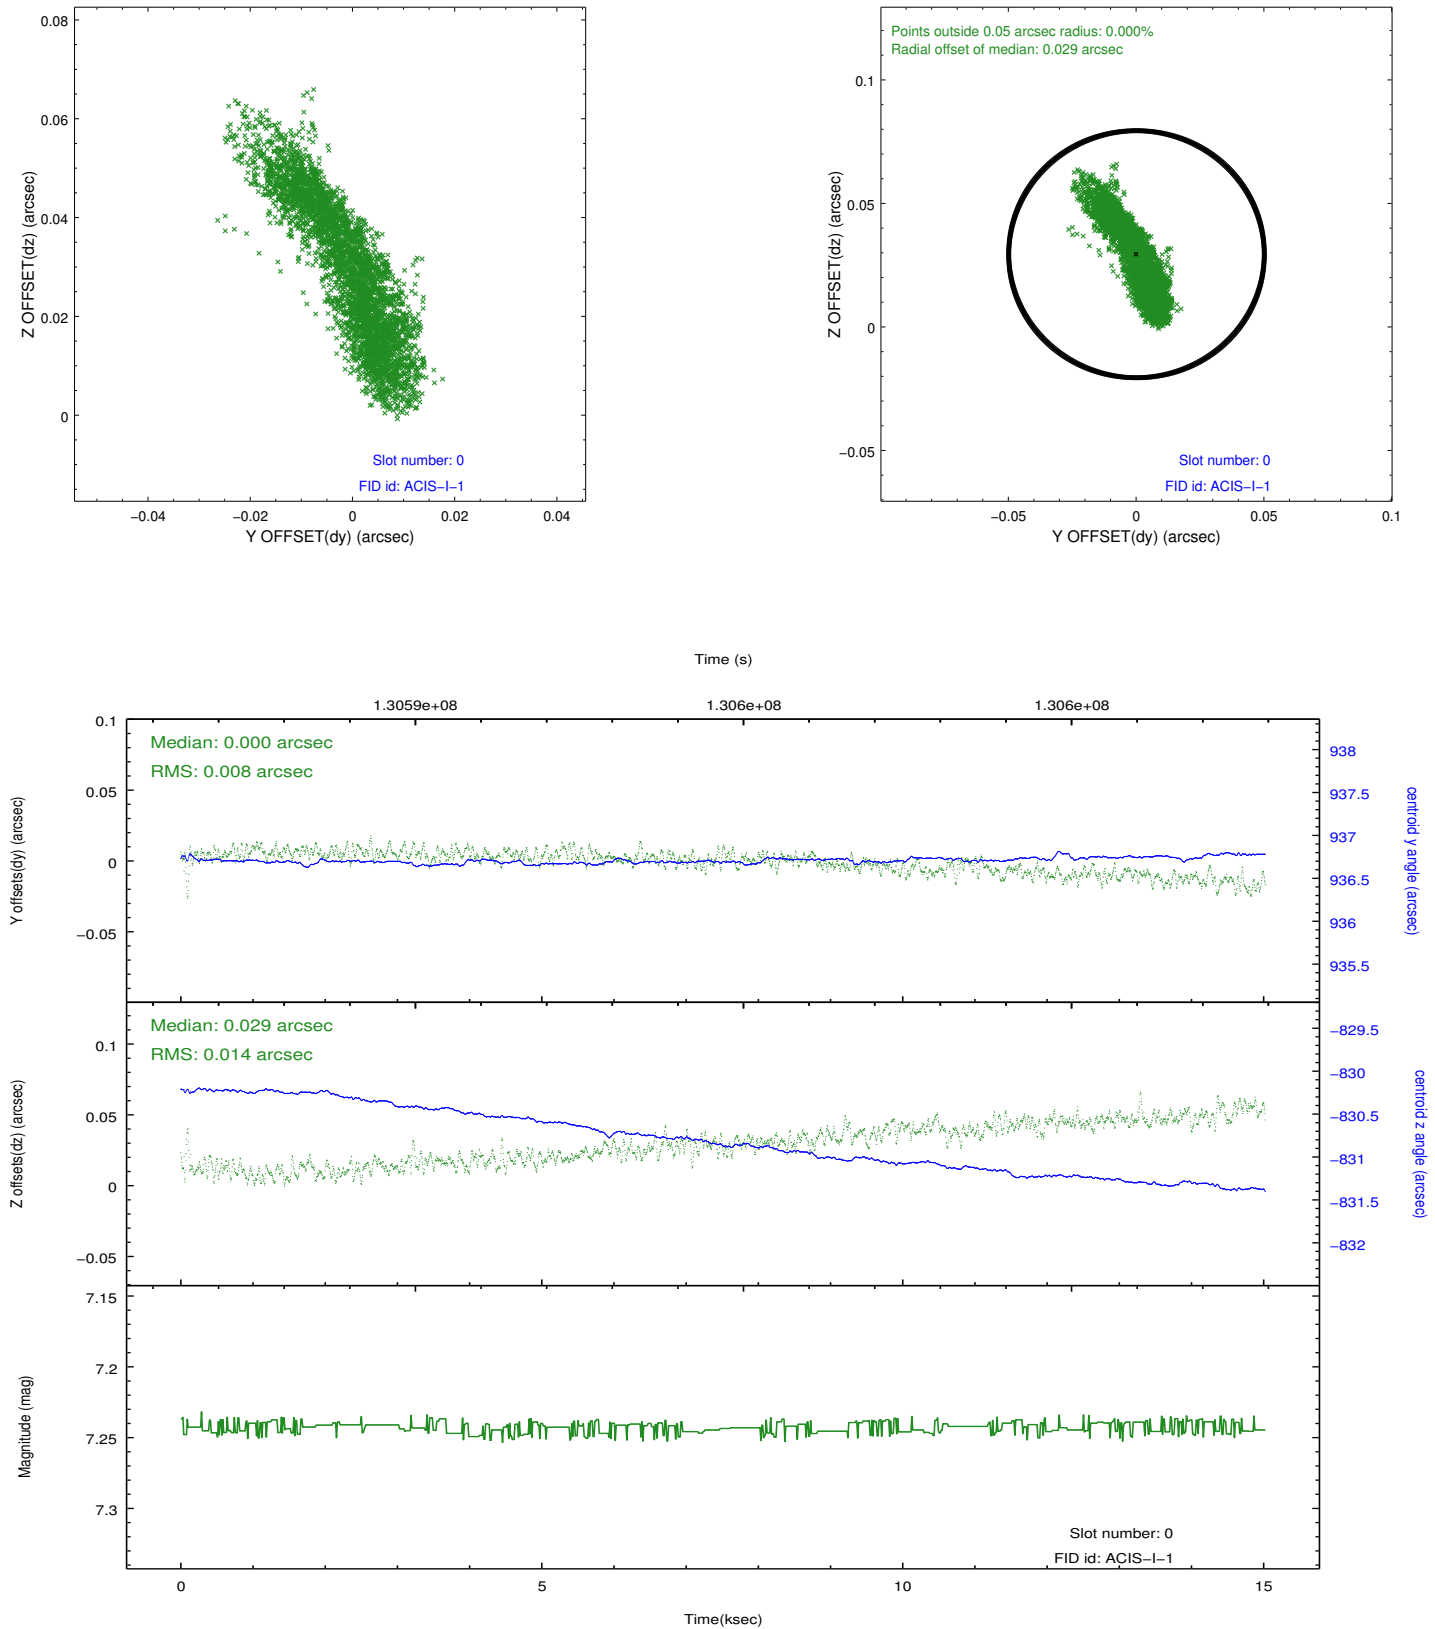 0.08
0.06
0.04
0.02
0
Z OFFSET(dz) (arcsec)
Slot number: 0
FID id: ACIS−I−1
−0.04
−0.02
0
0.02
0.04
Y OFFSET(dy) (arcsec)
Points outside 0.05 arcsec radius: 0.000%
Radial offset of median: 0.029 arcsec
0.1
0.05
0
−0.05
Z OFFSET(dz) (arcsec)
Slot number: 0
FID id: ACIS−I−1
−0.05
0
0.05
0.1
Y OFFSET(dy) (arcsec)
Time (s)
1.3059e+08
1.306e+08
1.306e+08
Median: 0.000 arcsec
RMS: 0.008 arcsec
0.1
0.05
0
−0.05
Y offsets(dy) (arcsec)
938
937.5
937
936.5
936
935.5
centroid y angle (arcsec)
Median: 0.029 arcsec
RMS: 0.014 arcsec
0.1
0.05
0
−0.05
Z offsets(dz) (arcsec)
−829.5
−830
−830.5
−831
−831.5
−832
centroid z angle (arcsec)
7.15
7.2
7.25
7.3
Magnitude (mag)
Slot number: 0
FID id: ACIS−I−1
0
5
10
15
Time(ksec)